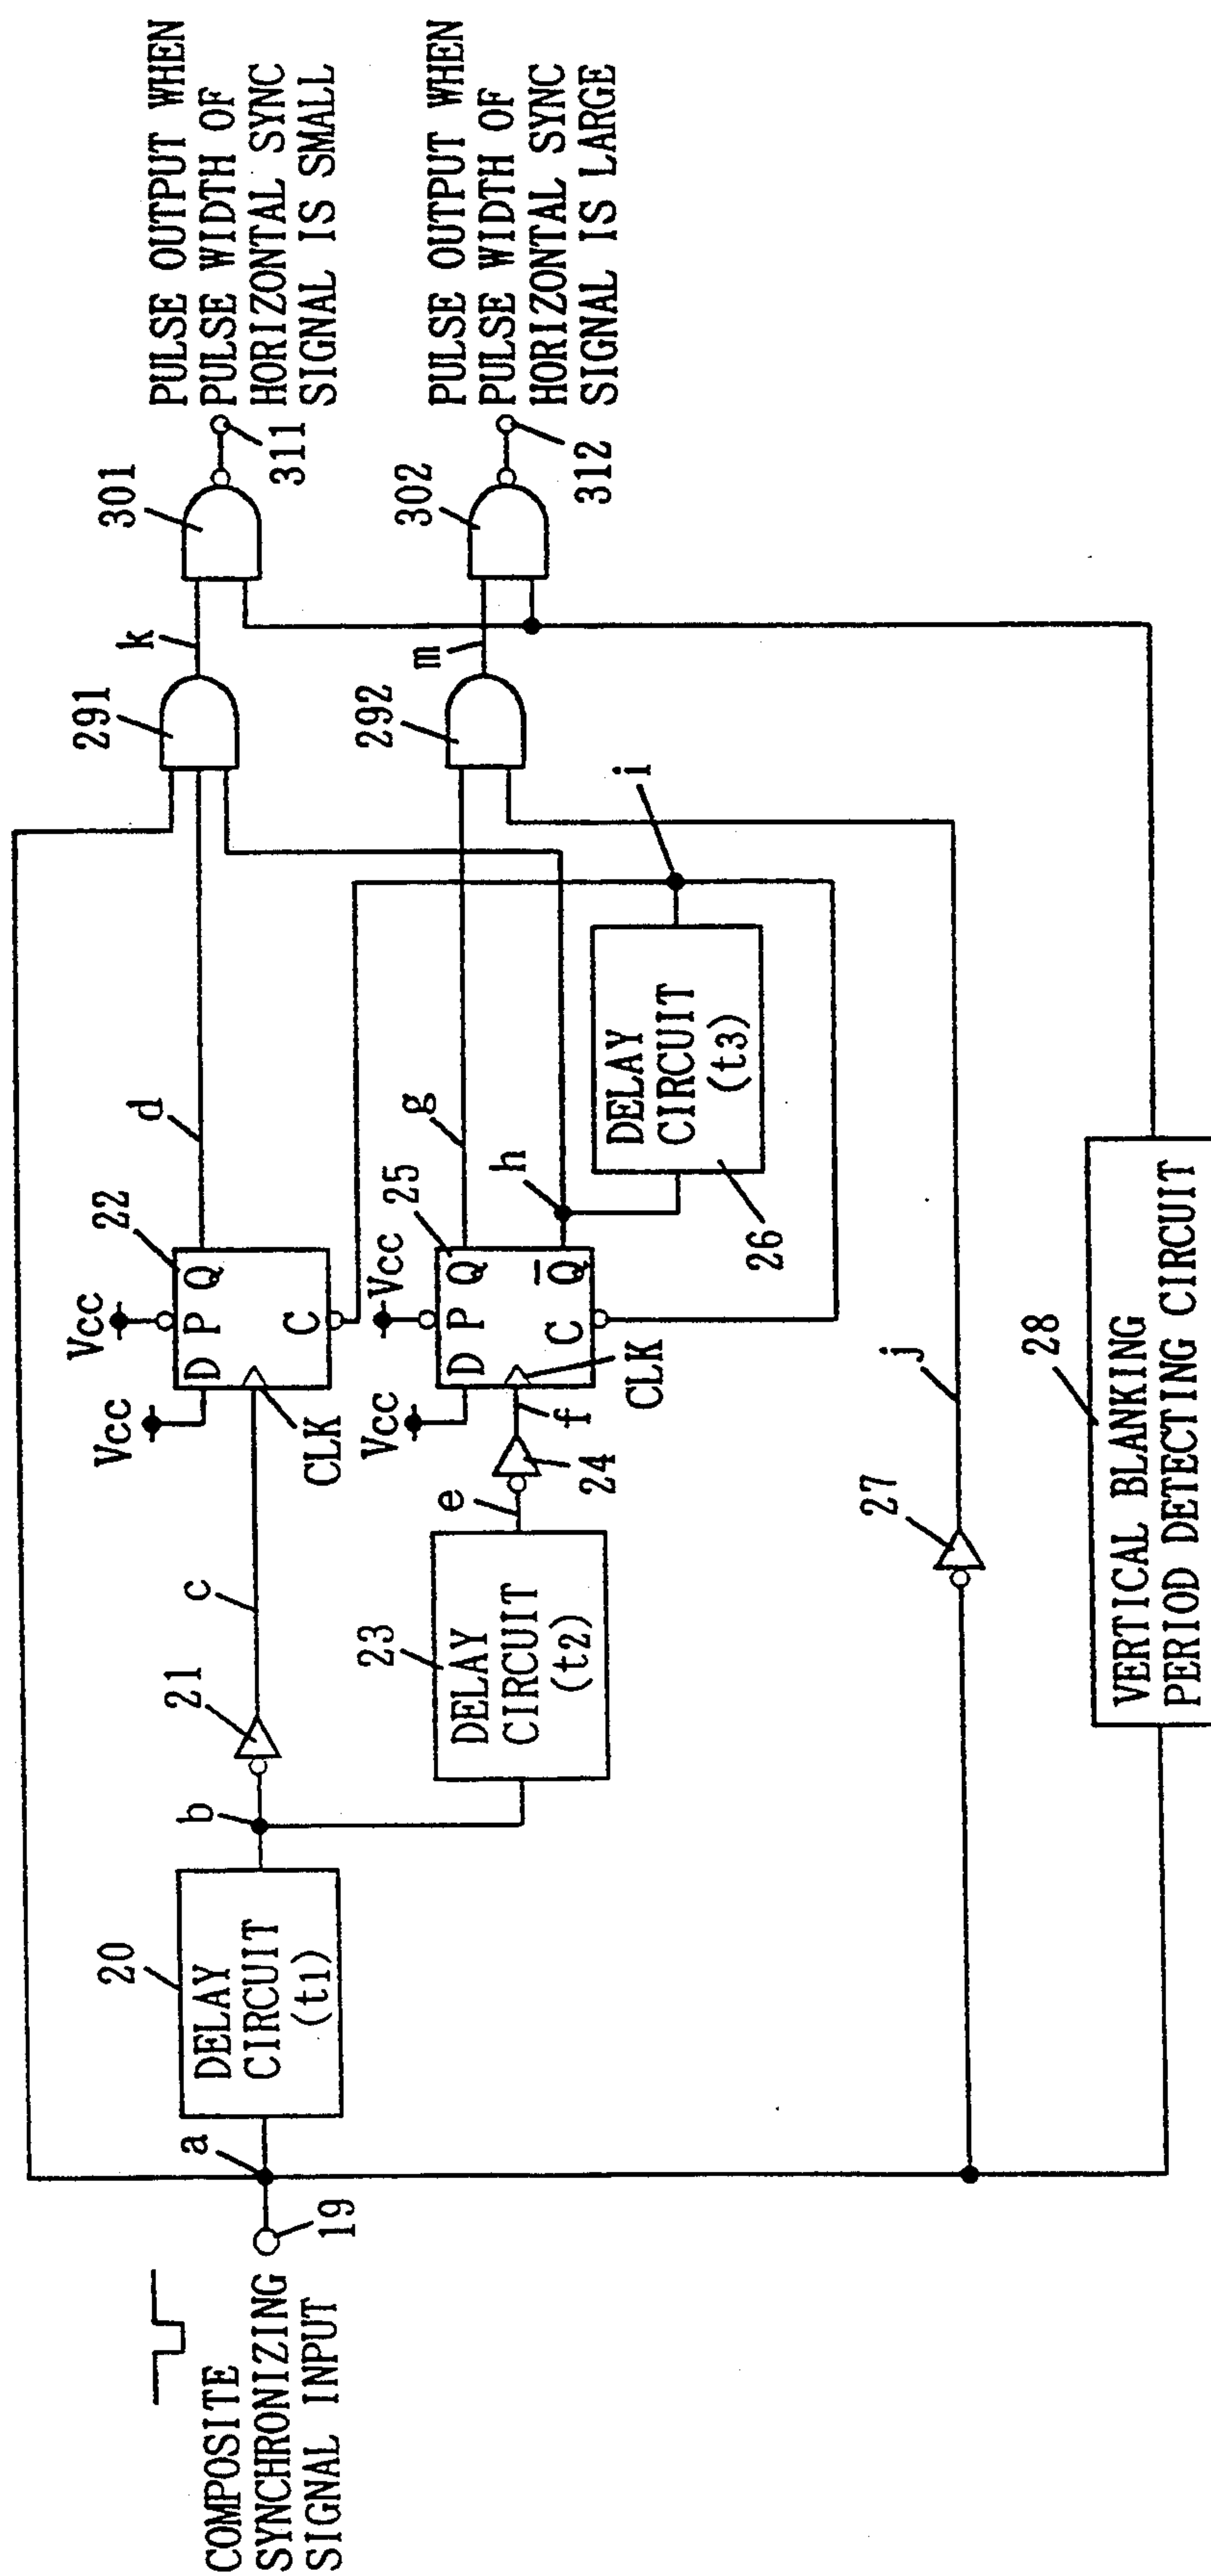 COMPOSITE
SYNCHRONIZING
SIGNAL INPUT
19
a
20
DELAY
CIRCUIT
(t1)
b
21
c
23
DELAY
CIRCUIT
(t2)
e
24
f
Vcc
Vcc
22
D
P
Q
C
CLK
d
Vcc
Vcc
25
D
P
Q
Q̅
C
CLK
g
h
26
DELAY
CIRCUIT
(t3)
i
27
j
28
VERTICAL BLANKING
PERIOD DETECTING CIRCUIT
291
k
292
m
301
311
302
312
PULSE OUTPUT WHEN
PULSE WIDTH OF
HORIZONTAL SYNC
SIGNAL IS SMALL
PULSE OUTPUT WHEN
PULSE WIDTH OF
HORIZONTAL SYNC
SIGNAL IS LARGE